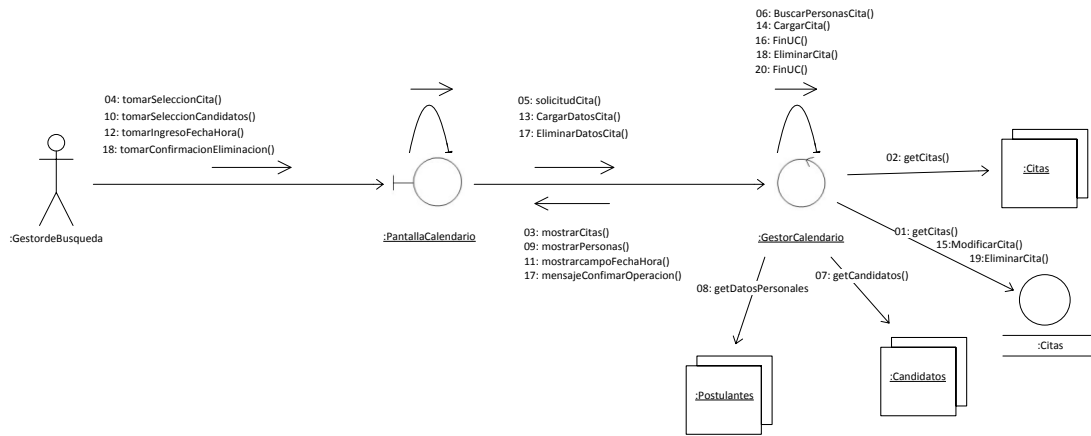 06: BuscarPersonasCita()
14: CargarCita()
16: FinUC()
18: EliminarCita()
20: FinUC()
04: tomarSeleccionCita()
10: tomarSeleccionCandidatos()
12: tomarIngresoFechaHora()
18: tomarConfirmacionEliminacion()
05: solicitudCita()
13: CargarDatosCita()
17: EliminarDatosCita()
02: getCitas()
:Citas
:GestordeBusqueda
:PantallaCalendario
03: mostrarCitas()
09: mostrarPersonas()
11: mostrarcampoFechaHora()
17: mensajeConfimarOperacion()
:GestorCalendario
01: getCitas()
15:ModificarCita()
19:EliminarCita()
07: getCandidatos()
08: getDatosPersonales
:Citas
:Postulantes
:Candidatos